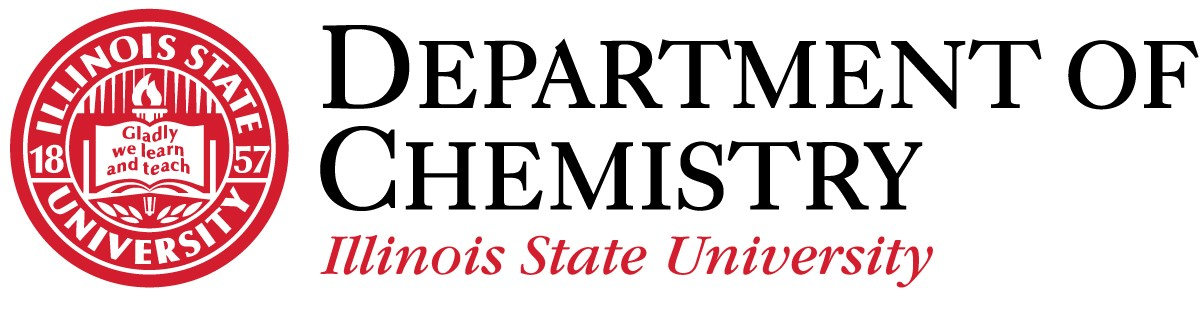 ILLINOIS STATE
18 57
Gladly
we learn
and teach
UNIVERSITY
DEPARTMENT OF
CHEMISTRY
Illinois State University